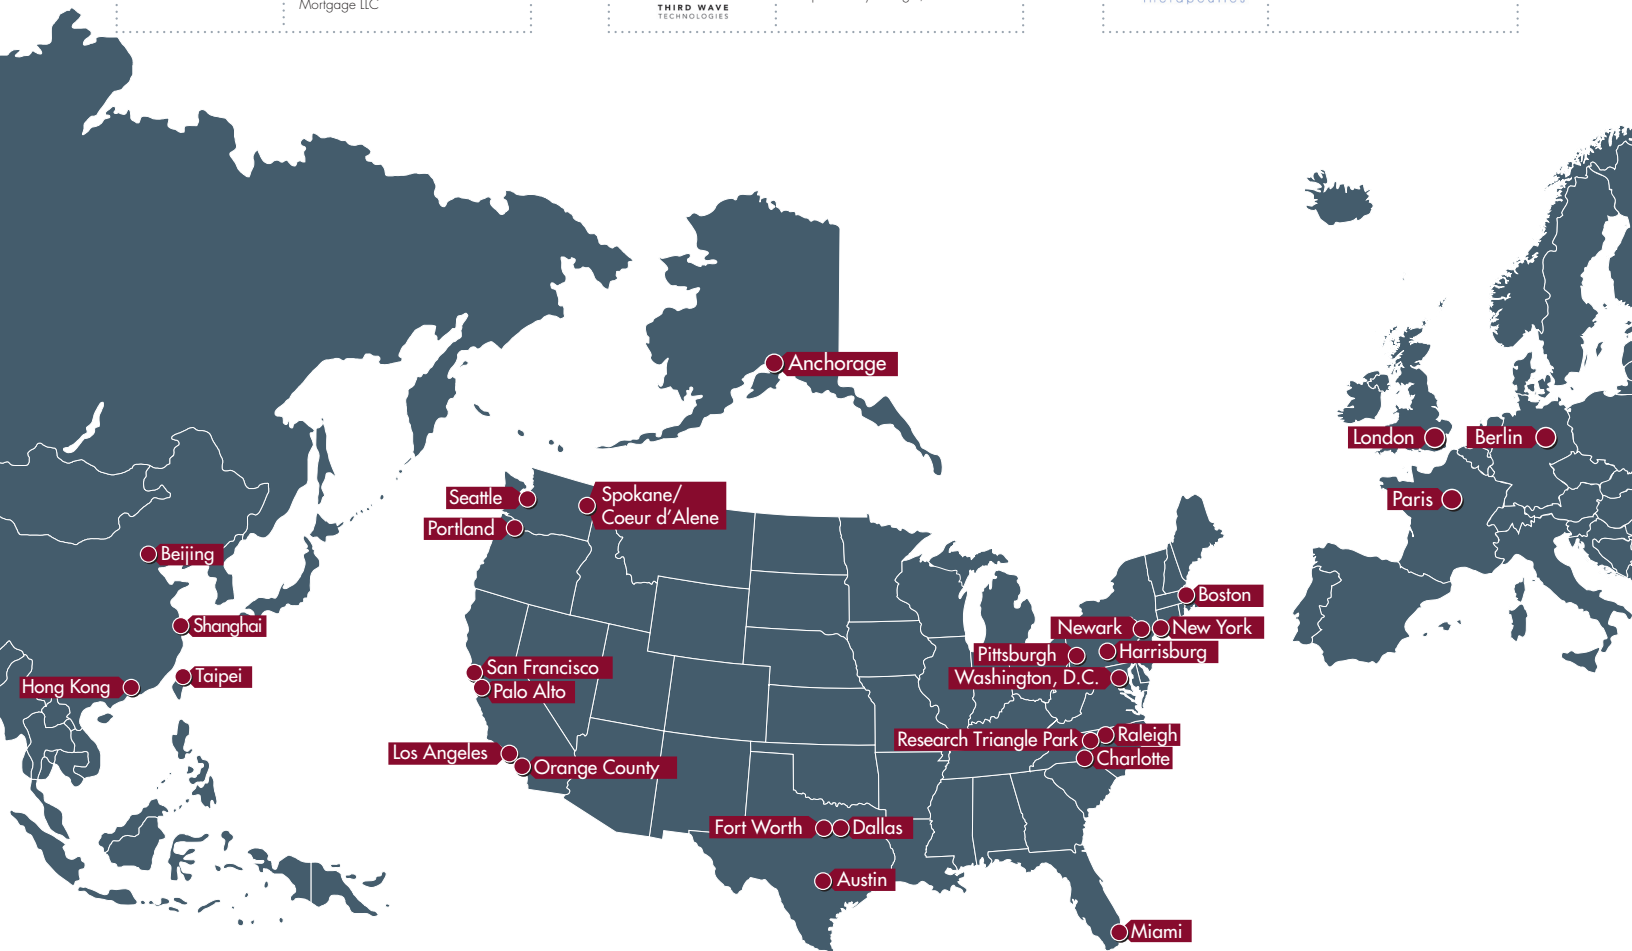 Mortgage LLC
THIRD WAVE
TECHNOLOGIES
Anchorage
London
Berlin
Paris
Seattle
Spokane/
Coeur d'Alene
Portland
Beijing
Shanghai
Taipei
Hong Kong
Boston
Newark
New York
Pittsburgh
Harrisburg
Washington, D.C.
San Francisco
Palo Alto
Research Triangle Park
Raleigh
Charlotte
Los Angeles
Orange County
Fort Worth
Dallas
Austin
Miami